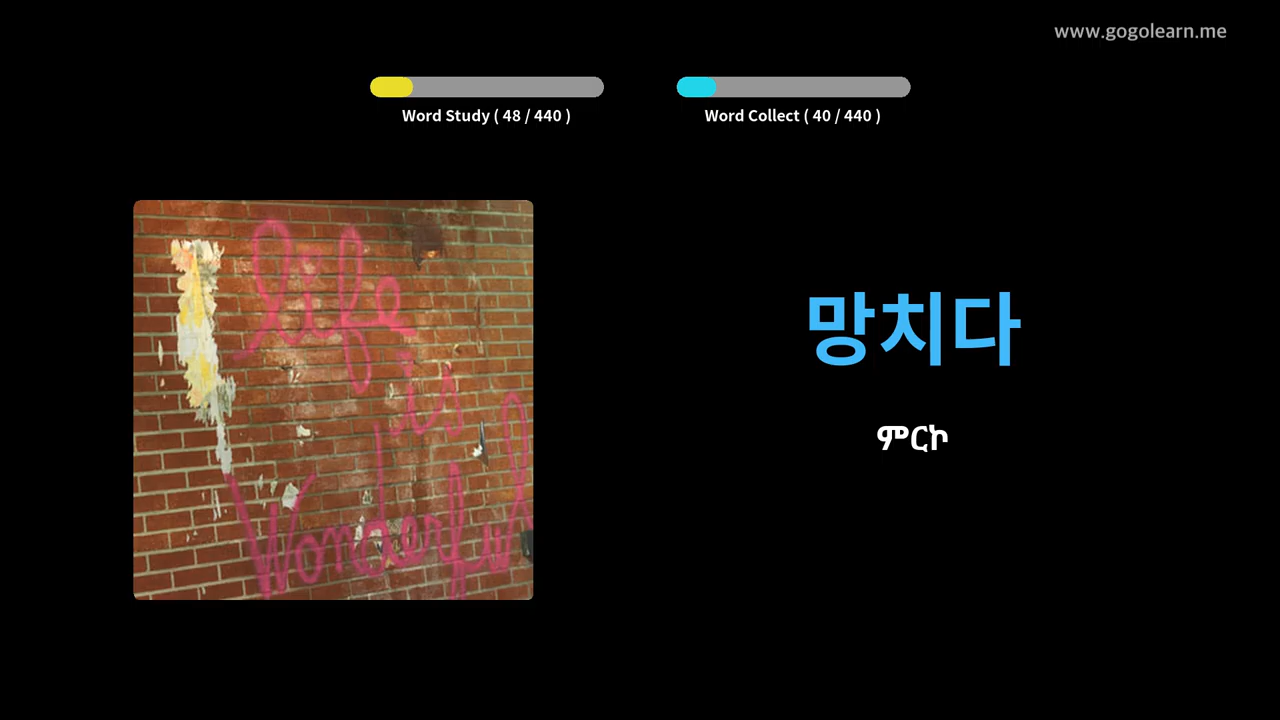 www.gogolearn.me
Word Study ( 48 / 440 )
Word Collect ( 40 / 440 )
life
is
Wonderful
망치다
ምርኮ